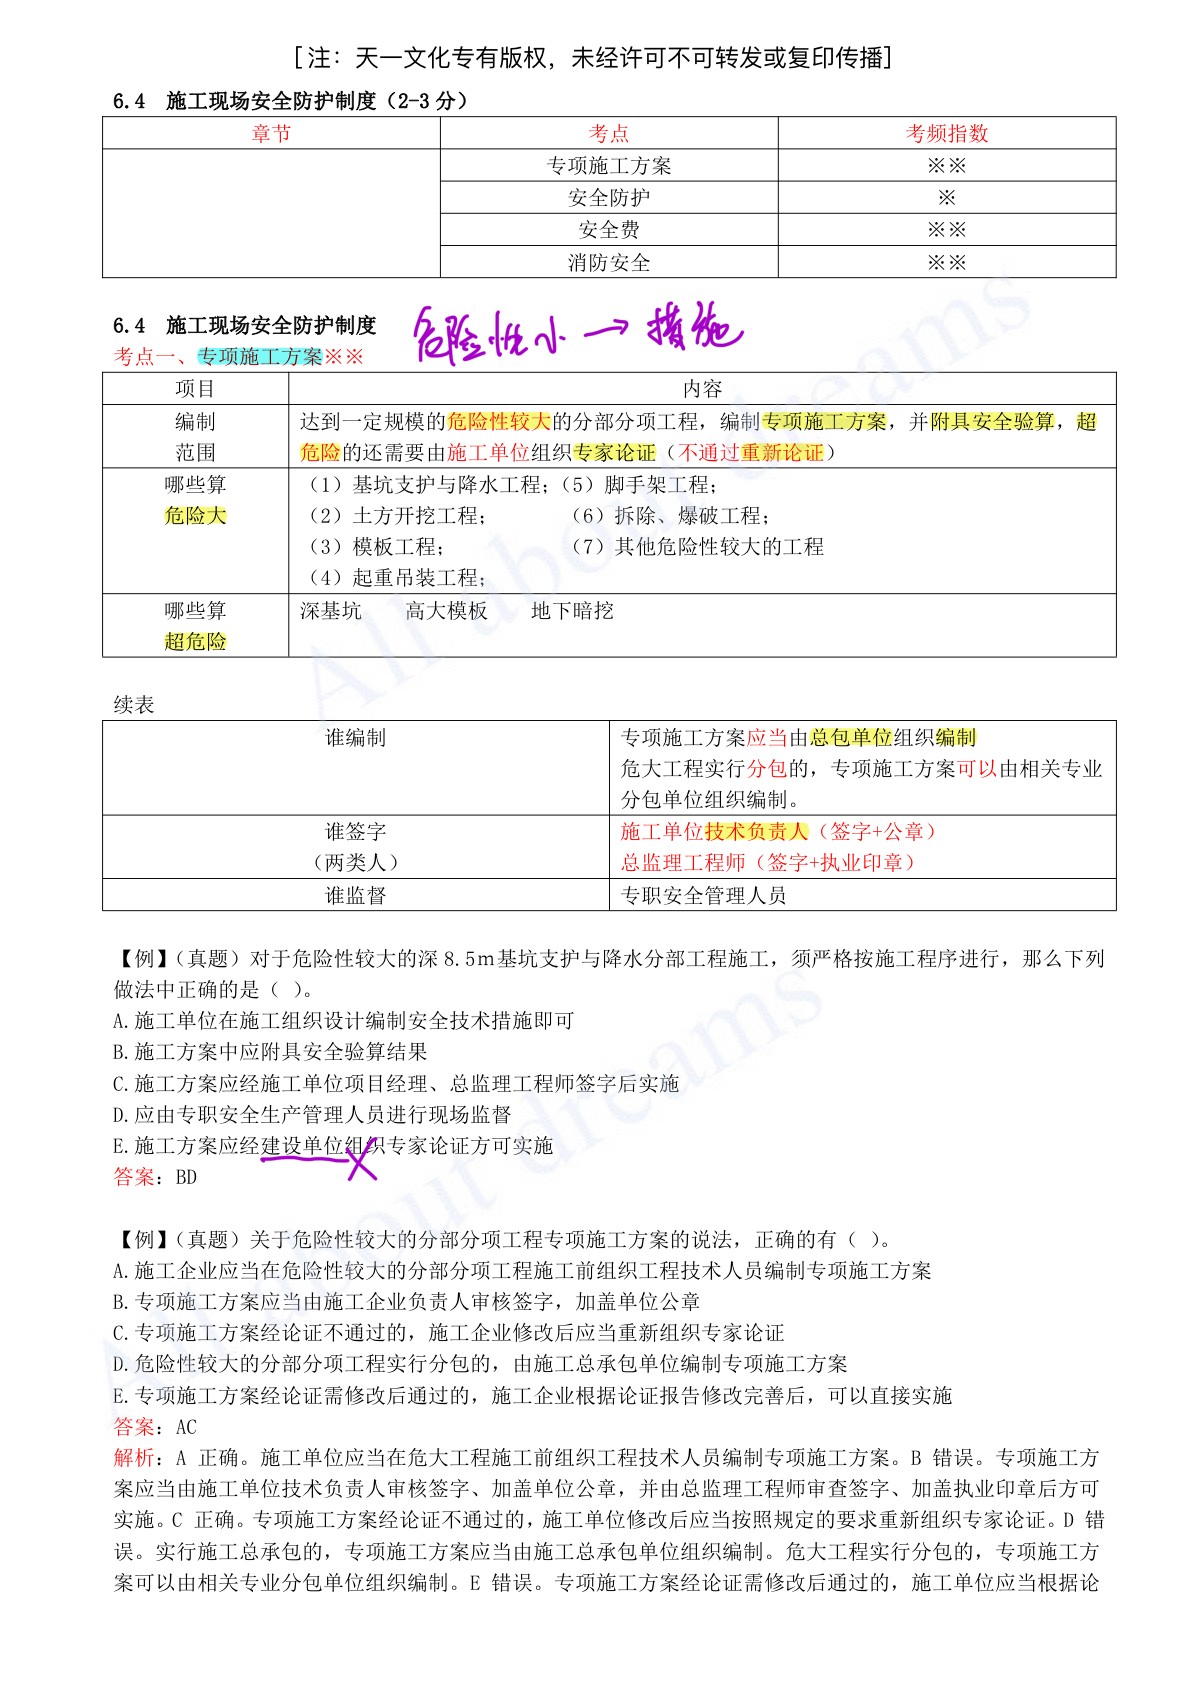 [注：天一文化专有版权，未经许可不可转发或复印传播]
6.4 施工现场安全防护制度（2-3 分）
章节 考点 考频指数
专项施工方案 ※※
安全防护 ※
安全费 ※※
消防安全 ※※
6.4 施工现场安全防护制度
危险性小→措施
考点一、专项施工方案※※
项目 内容
编制 达到一定规模的危险性较大的分部分项工程，编制专项施工方案，并附具安全验算，超
范围 危险的还需要由施工单位组织专家论证（不通过重新论证）
哪些算 （1）基坑支护与降水工程；（5）脚手架工程；
危险大 （2）土方开挖工程； （6）拆除、爆破工程；
（3）模板工程； （7）其他危险性较大的工程
（4）起重吊装工程；
哪些算 深基坑 高大模板 地下暗挖
超危险
续表
谁编制 专项施工方案应当由总包单位组织编制
危大工程实行分包的，专项施工方案可以由相关专业
分包单位组织编制。
谁签字 施工单位技术负责人（签字+公章）
（两类人） 总监理工程师（签字+执业印章）
谁监督 专职安全管理人员
【例】（真题）对于危险性较大的深 8.5m 基坑支护与降水分部工程施工，须严格按施工程序进行，那么下列
做法中正确的是（ ）。
A.施工单位在施工组织设计编制安全技术措施即可
B.施工方案中应附具安全验算结果
C.施工方案应经施工单位项目经理、总监理工程师签字后实施
D.应由专职安全生产管理人员进行现场监督
E.施工方案应经建设单位组织专家论证方可实施
答案：BD
【例】（真题）关于危险性较大的分部分项工程专项施工方案的说法，正确的有（ ）。
A.施工企业应当在危险性较大的分部分项工程施工前组织工程技术人员编制专项施工方案
B.专项施工方案应当由施工企业负责人审核签字，加盖单位公章
C.专项施工方案经论证不通过的，施工企业修改后应当重新组织专家论证
D.危险性较大的分部分项工程实行分包的，由施工总承包单位编制专项施工方案
E.专项施工方案经论证需修改后通过的，施工企业根据论证报告修改完善后，可以直接实施
答案：AC
解析：A 正确。施工单位应当在危大工程施工前组织工程技术人员编制专项施工方案。B 错误。专项施工方
案应当由施工单位技术负责人审核签字、加盖单位公章，并由总监理工程师审查签字、加盖执业印章后方可
实施。C 正确。专项施工方案经论证不通过的，施工单位修改后应当按照规定的要求重新组织专家论证。D 错
误。实行施工总承包的，专项施工方案应当由施工总承包单位组织编制。危大工程实行分包的，专项施工方
案可以由相关专业分包单位组织编制。E 错误。专项施工方案经论证需修改后通过的，施工单位应当根据论
All about dreams
All about dreams